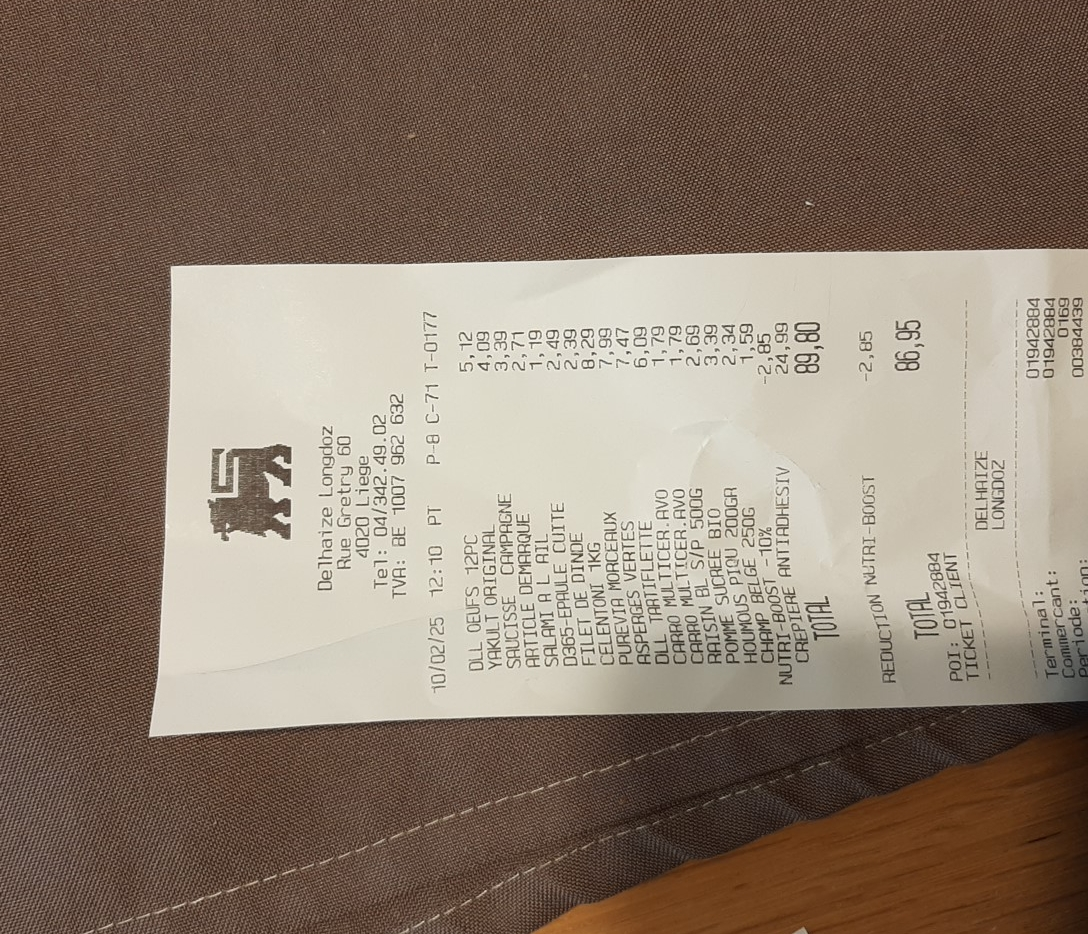 Delhaize Longdoz
Rue Gretry 60
4020 Liege
Tel: 04/342.49.02
TVA: BE 1007 962 632
10/02/25 12:10 PT P-8 C-71 T-0177
DLL OEUFS 12PC 5,12
YAKULT ORIGINAL 4,09
SAUCISSE CAMPAGNE 3,39
ARTICLE DEMARQUE 2,71
SALAMI A L AIL 1,19
D365-EPAULE CUITE 2,49
FILET DE DINDE 2,39
CELENTONI 1KG 8,29
PUREVIA MORCEAUX 7,99
ASPERGES VERTES 7,47
DLL TARTIFLETTE 6,09
CARRO MULTICER.AVO 1,79
CARRO MULTICER.AVO 1,79
RAISIN BL S/P 500G 2,69
POMME SUCREE BIO 3,39
HOUMOUS PIQU 200GR 2,34
CHAMP BELGE 250G 1,59
NUTRI-BOOST -10% -2,85
CREPIERE ANTIADHESIV 24,99
TOTAL 89,80
REDUCTION NUTRI-BOOST -2,85
TOTAL 86,95
POI: 01942884
TICKET CLIENT
DELHAIZE
LONGDOZ
Terminal: 01942884
Commercant: 01942884
Periode: 0169
00384439